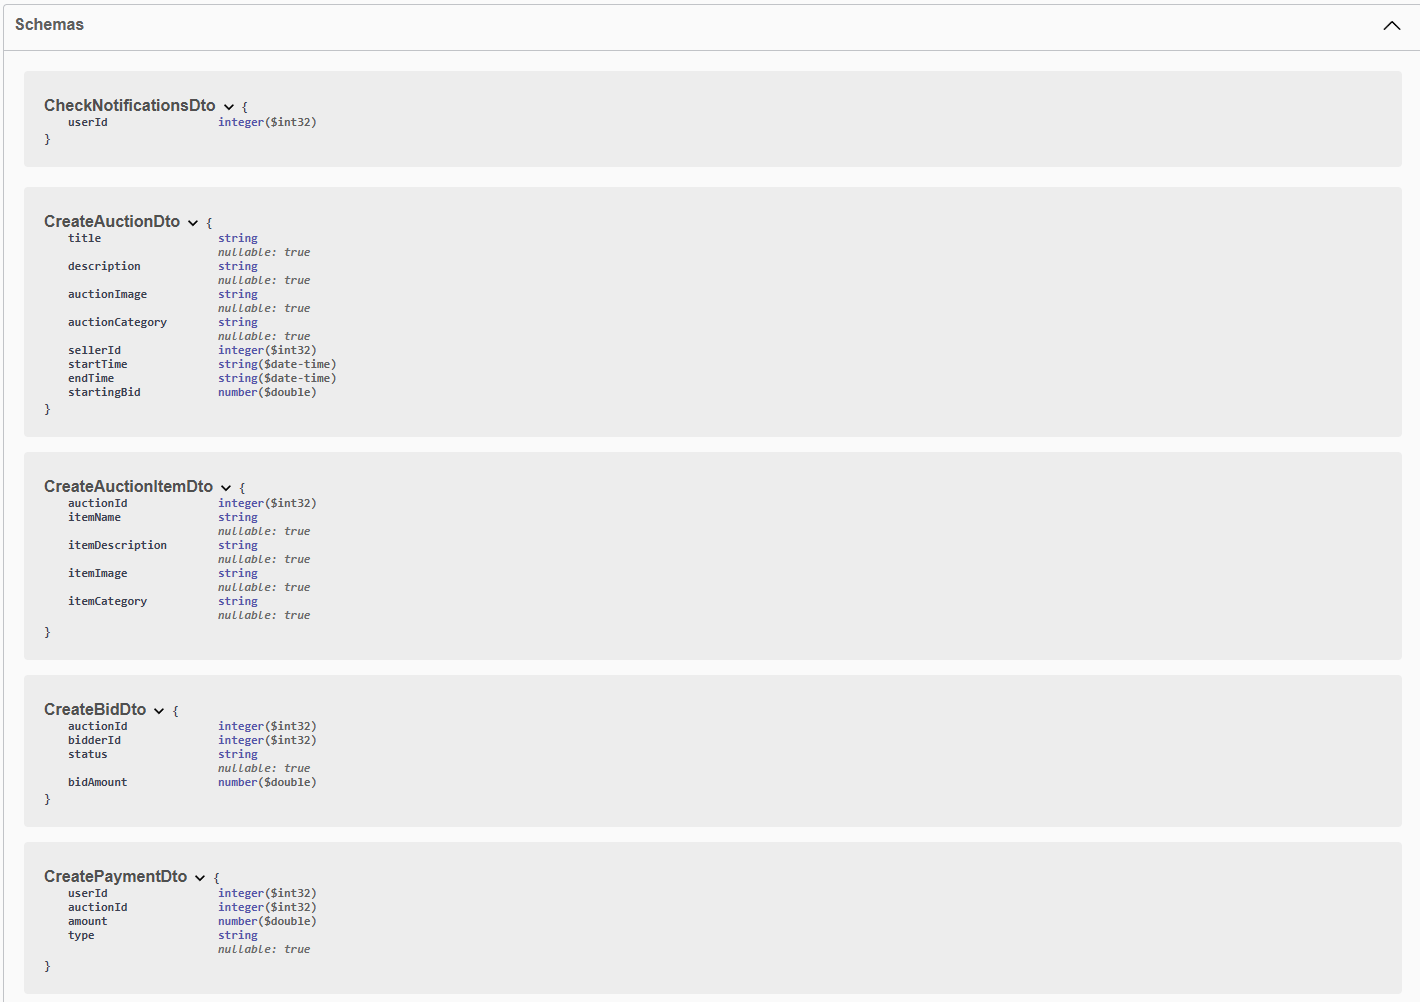 Schemas
CheckNotificationsDto {
userId integer($int32)
}
CreateAuctionDto {
title string
nullable: true
description string
nullable: true
auctionImage string
nullable: true
auctionCategory string
nullable: true
sellerId integer($int32)
startTime string($date-time)
endTime string($date-time)
startingBid number($double)
}
CreateAuctionItemDto {
auctionId integer($int32)
itemName string
nullable: true
itemDescription string
nullable: true
itemImage string
nullable: true
itemCategory string
nullable: true
}
CreateBidDto {
auctionId integer($int32)
bidderId integer($int32)
status string
nullable: true
bidAmount number($double)
}
CreatePaymentDto {
userId integer($int32)
auctionId integer($int32)
amount number($double)
type string
nullable: true
}